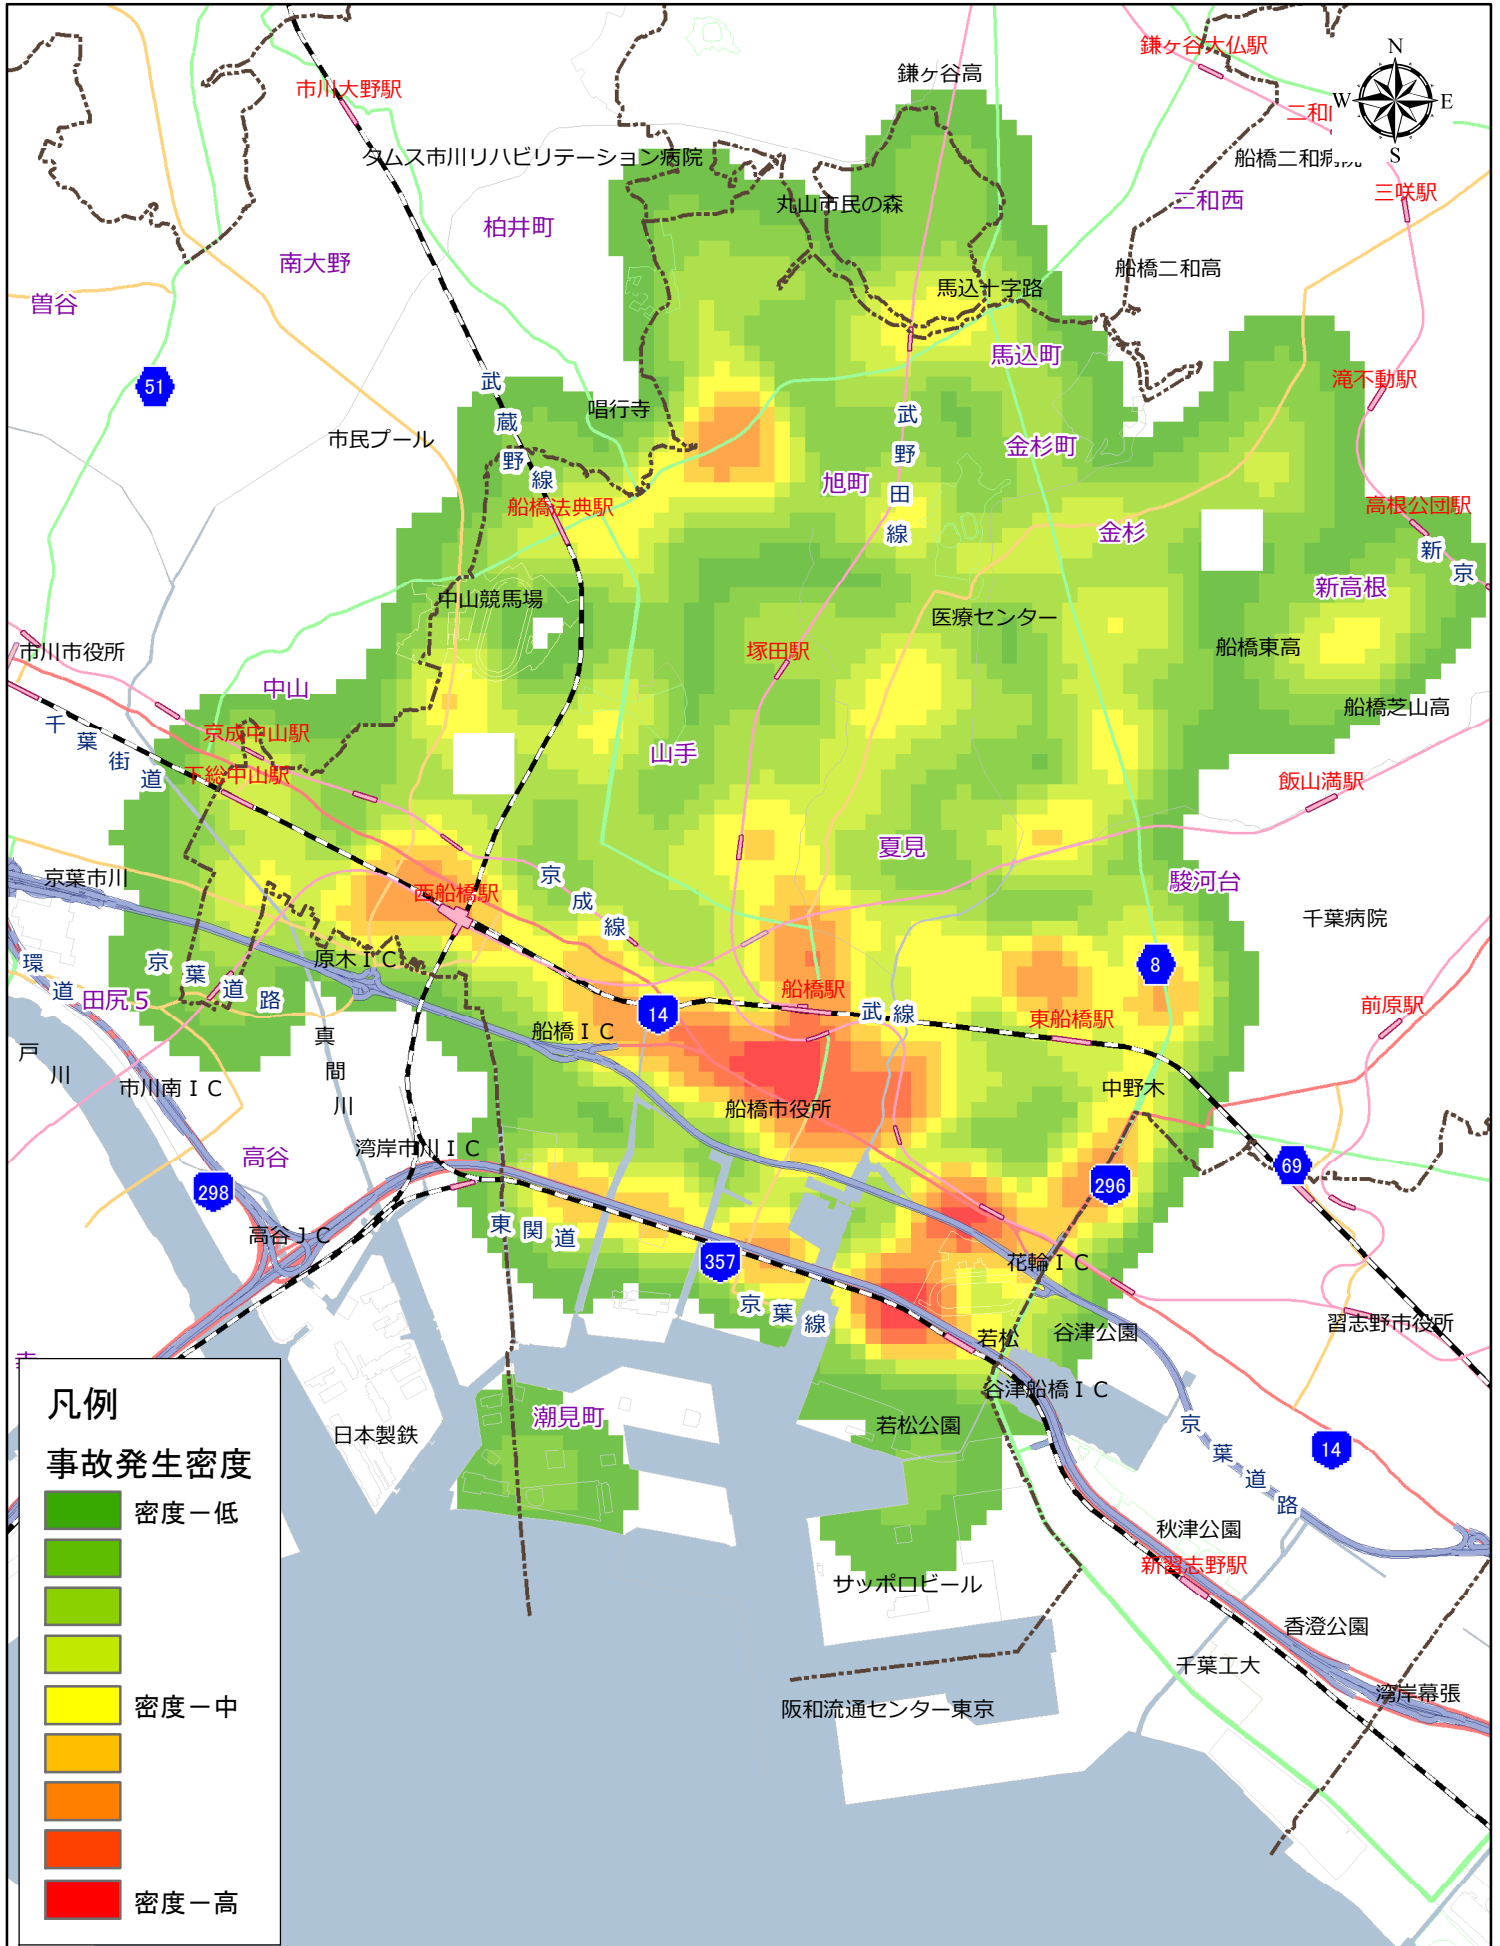 鎌ヶ谷大仏駅
N
鎌ヶ谷高
市川大野駅
W
E
二和
S
タムス市川リハビリテーション病院
船橋二和病院
三咲駅
丸山市民の森
二和西
柏井町
南大野
船橋二和高
馬込十字路
曽谷
馬込町
51
滝不動駅
武蔵野線
唱行寺
武野田線
市民プール
金杉町
旭町
船橋法典駅
高根公団駅
金杉
新京
新高根
中山競馬場
医療センター
塚田駅
船橋東高
市川市役所
中山
船橋芝山高
千葉街道
京成中山駅
山手
下総中山駅
飯山満駅
夏見
京葉市川
西船橋駅
京成線
駿河台
千葉病院
原木ＩＣ
環道
京葉道路
8
田尻５
船橋駅
14
武線
東船橋駅
前原駅
船橋ＩＣ
真間川
戸川
市川南ＩＣ
中野木
船橋市役所
高谷
湾岸市川ＩＣ
69
298
296
高谷ＪＣ
東関道
357
花輪ＩＣ
京葉線
若松
谷津公園
習志野市役所
谷津船橋ＩＣ
凡例
潮見町
若松公園
日本製鉄
京葉道路
14
事故発生密度
密度－低
秋津公園
新習志野駅
サッポロビール
香澄公園
千葉工大
密度－中
阪和流通センター東京
湾岸幕張
密度－高